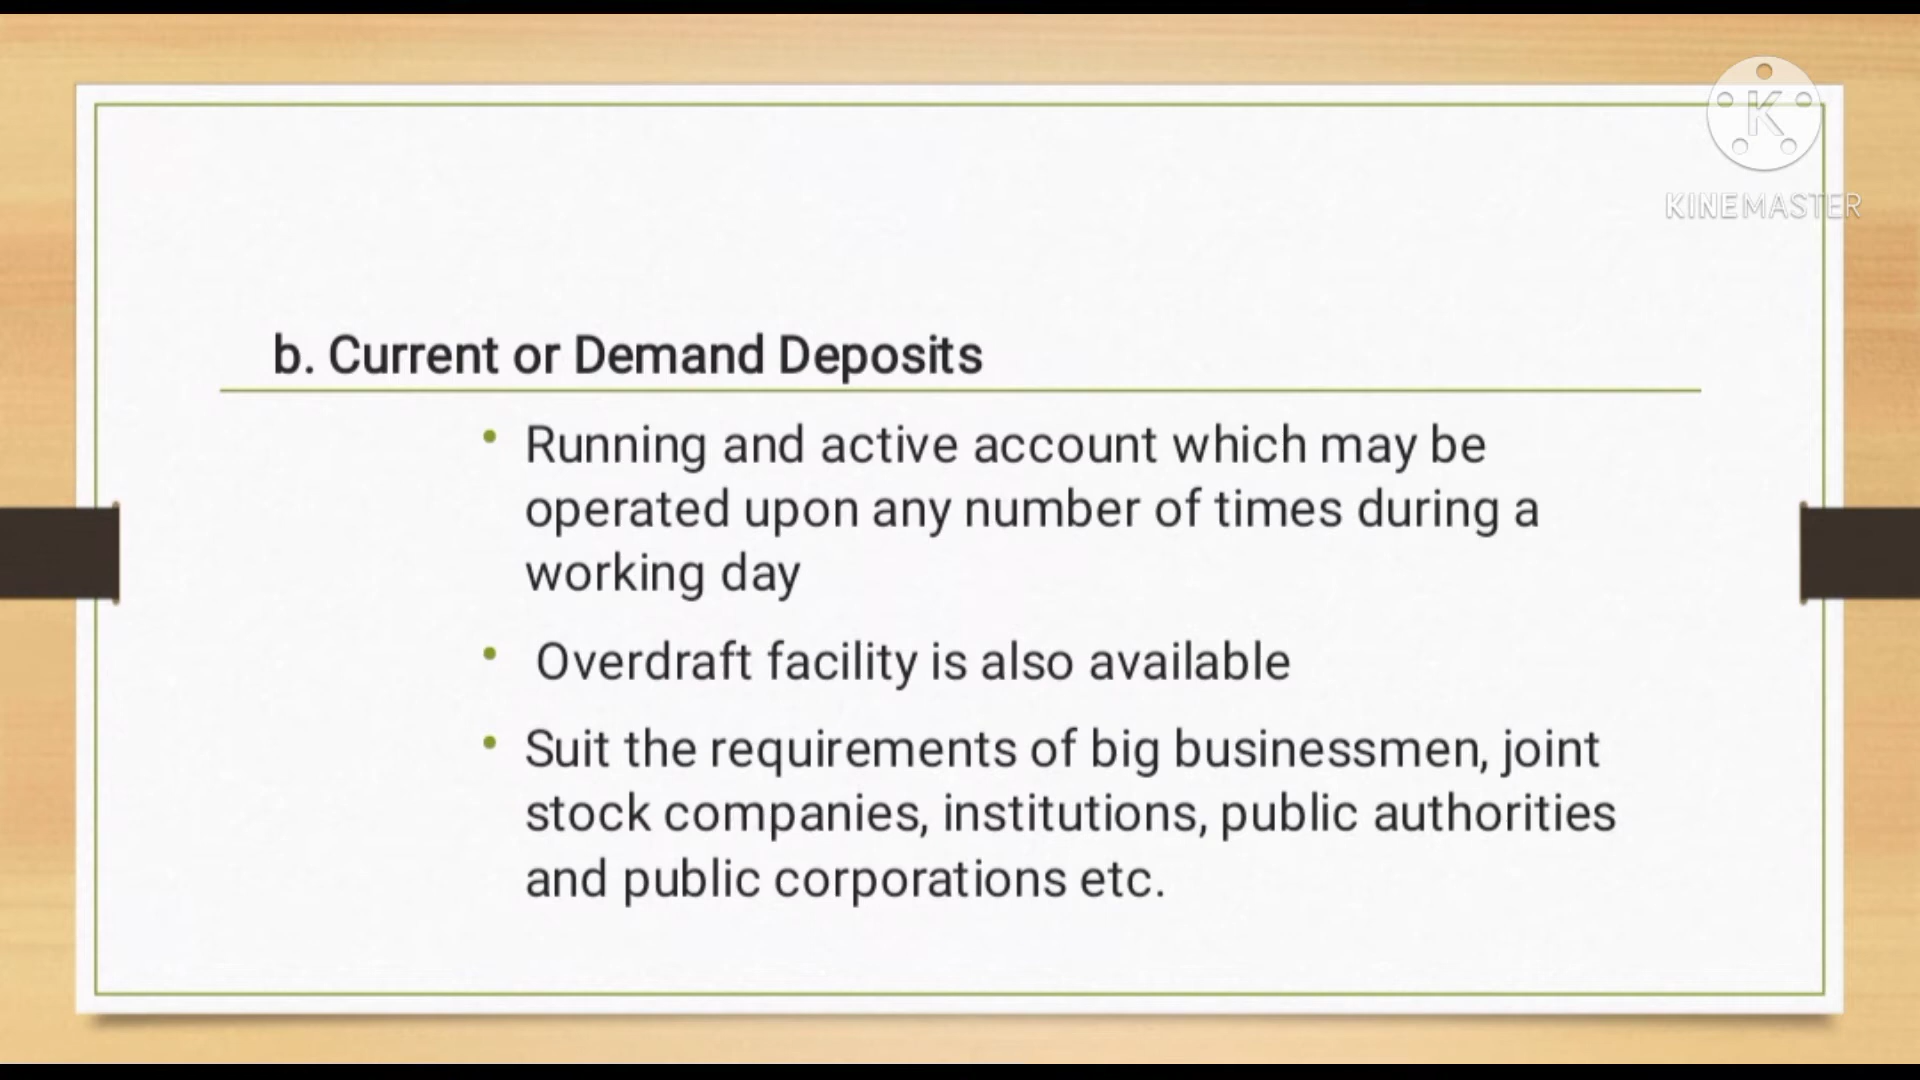 K
KINEMASTER
b. Current or Demand Deposits
• Running and active account which may be
operated upon any number of times during a
working day
• Overdraft facility is also available
• Suit the requirements of big businessmen, joint
stock companies, institutions, public authorities
and public corporations etc.